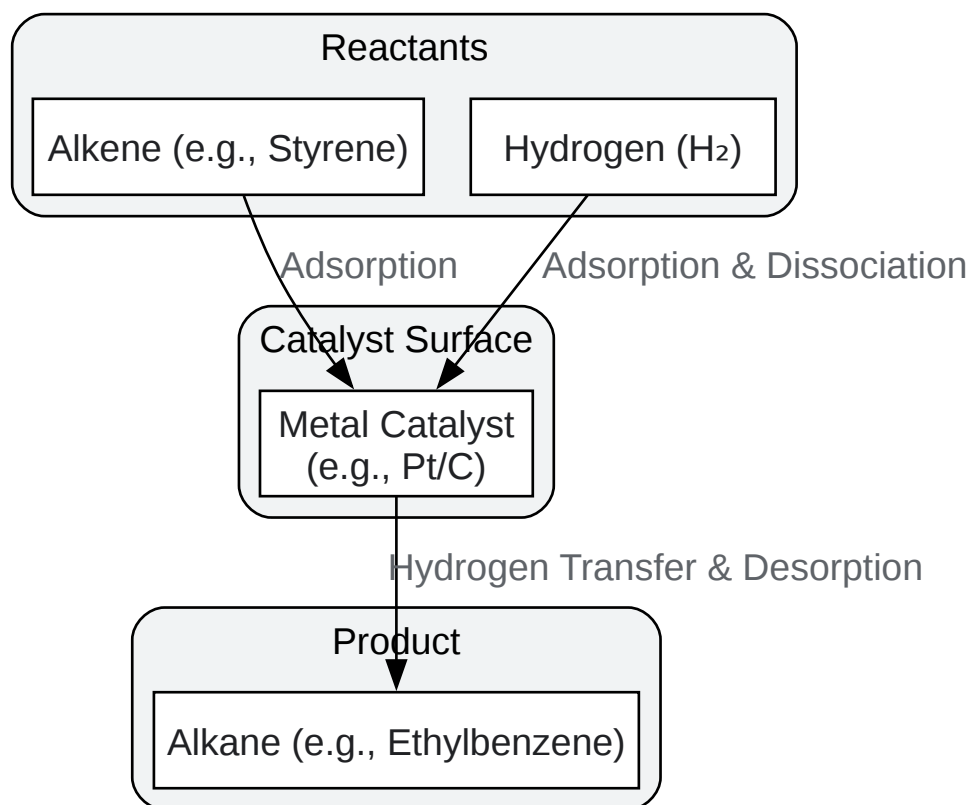 Reactants
Alkene (e.g., Styrene)
Hydrogen (H₂)
Adsorption
Adsorption & Dissociation
Catalyst Surface
Metal Catalyst
(e.g., Pt/C)
Hydrogen Transfer & Desorption
Product
Alkane (e.g., Ethylbenzene)